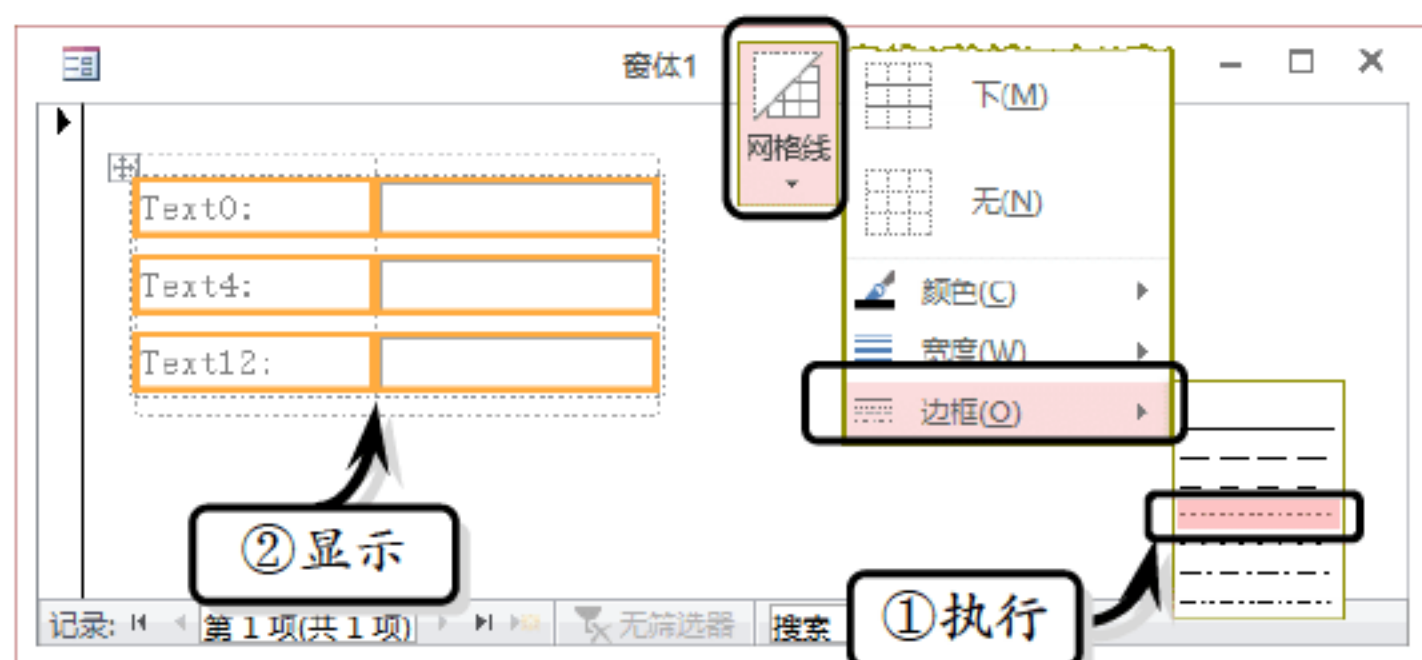 窗体1
网格线
下(M)
无(N)
颜色(C)
宽度(W)
边框(O)
Text0:
Text4:
Text12:
②显示
①执行
记录: 第 1 项(共 1 项) 无筛选器 搜索